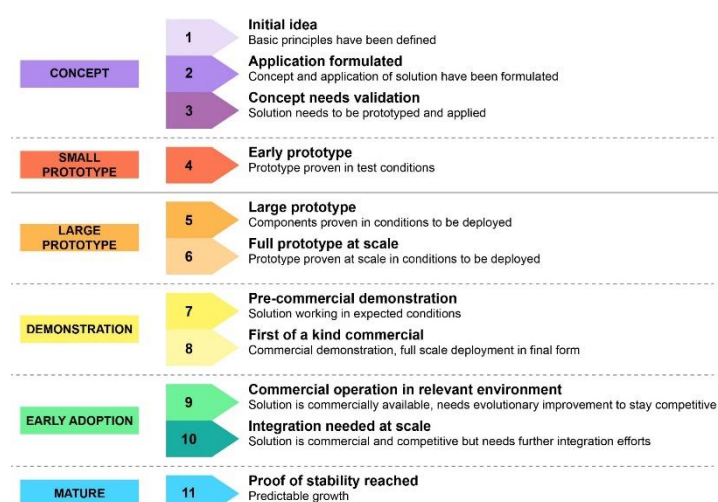 CONCEPT
1
Initial idea
Basic principles have been defined
2
Application formulated
Concept and application of solution have been formulated
3
Concept needs validation
Solution needs to be prototyped and applied
SMALL
PROTOTYPE
4
Early prototype
Prototype proven in test conditions
LARGE
PROTOTYPE
5
Large prototype
Components proven in conditions to be deployed
6
Full prototype at scale
Prototype proven at scale in conditions to be deployed
DEMONSTRATION
7
Pre-commercial demonstration
Solution working in expected conditions
8
First of a kind commercial
Commercial demonstration, full scale deployment in final form
EARLY ADOPTION
9
Commercial operation in relevant environment
Solution is commercially available, needs evolutionary improvement to stay competitive
10
Integration needed at scale
Solution is commercial and competitive but needs further integration efforts
MATURE
11
Proof of stability reached
Predictable growth